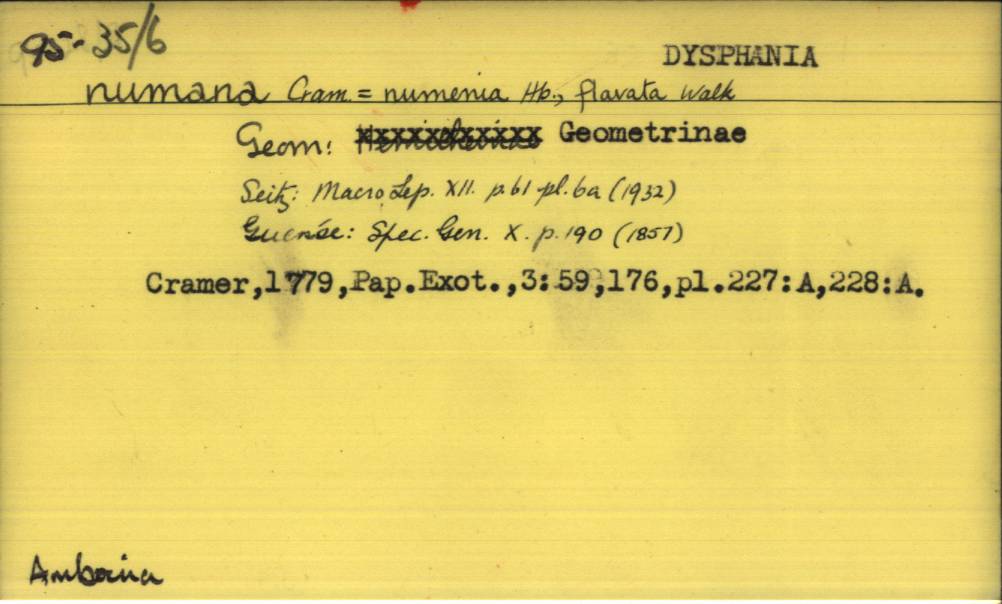 95-35/6
DYSPHANIA
numana Cram. = numenia Hb., flavata Walk
Geom: Geometrinae
Seitz: Macro Lep. XII. p.61 pl. 6a (1932)
Guenée: Spec. Gen. X. p. 190 (1857)
Cramer,1779,Pap.Exot.,3:59,176,pl.227:A,228:A.
Amboina